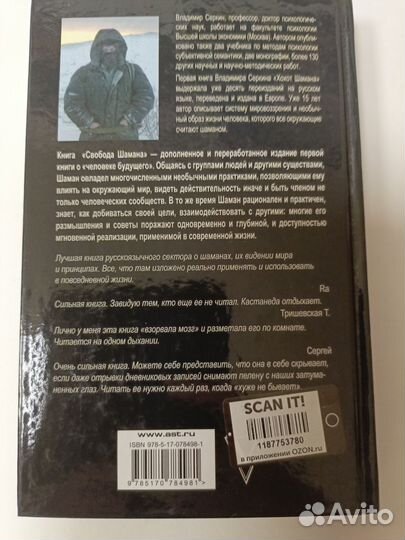 Владимир Серкин, профессор, доктор психологиче-
ских наук, работает на факультете психологии
Высшей школы экономики (Москва). Автором опубли-
ковано также два учебника по методам психологии
субъективной семантики, две монографии, более 130
других научных и научно-методических работ.
Первая книга Владимира Серкина «Хохот Шамана»
выдержала уже десять переизданий на русском
языке, переведена и издана в Европе. Уже 15 лет
автор описывает систему мировоззрения и необыч-
ный образ жизни человека, которого все окружающие
считают шаманом.
Книга «Свобода Шамана» — дополненное и переработанное издание первой
книги о «человеке будущего». Общаясь с группами людей и другими существами,
Шаман овладел многочисленными необычными практиками, позволяющими ему
влиять на окружающий мир, видеть действительность иначе и быть членом не
только человеческих сообществ. В то же время Шаман рационален и практичен,
знает, как добиваться своей цели, взаимодействовать с другими: многие его
размышления и советы поражают одновременно и глубиной, и доступностью
мгновенной реализации, применимой в современной жизни.
Лучшая книга русскоязычного сектора о шаманах, их видении мира
и принципах. Все, что там изложено реально применять и использовать
в повседневной жизни.
Ra
Сильная книга. Завидую тем, кто еще ее не читал. Кастанеда отдыхает.
Тришевская Т.
Лично у меня эта книга «взорвала мозг» и разметала его по комнате.
Читается на одном дыхании.
Сергей
Очень сильная книга. Можете себе представить, что она в себе скрывает,
если даже отрывки дневниковых записей снимают пелену с наших затума-
ненных глаз. Читать ее нужно каждый раз, когда «хуже не бывает».
www.ast.ru
ISBN 978-5-17-078498-1
9 785170 784981
SCAN IT!
1187753780
в приложении OZON.ru
Avito